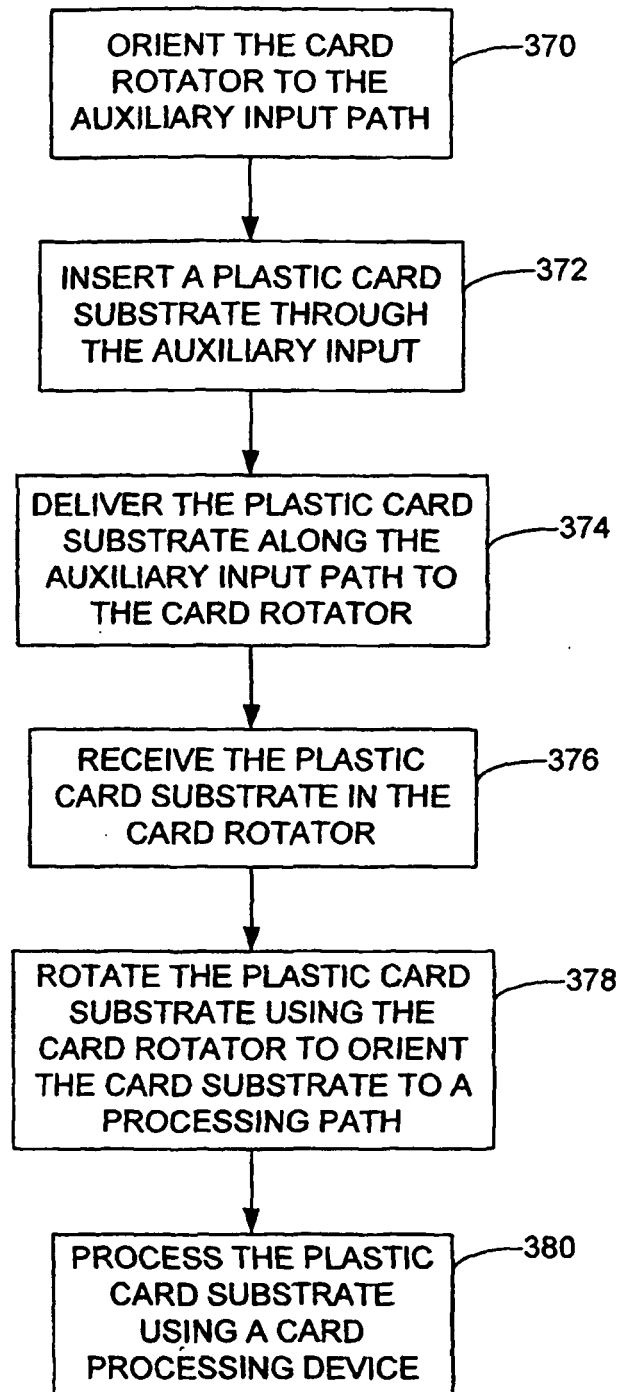 ORIENT THE CARD
ROTATOR TO THE
AUXILIARY INPUT PATH
370
INSERT A PLASTIC CARD
SUBSTRATE THROUGH
THE AUXILIARY INPUT
372
DELIVER THE PLASTIC CARD
SUBSTRATE ALONG THE
AUXILIARY INPUT PATH TO
THE CARD ROTATOR
374
RECEIVE THE PLASTIC
CARD SUBSTRATE IN THE
CARD ROTATOR
376
ROTATE THE PLASTIC CARD
SUBSTRATE USING THE
CARD ROTATOR TO ORIENT
THE CARD SUBSTRATE TO A
PROCESSING PATH
378
PROCESS THE PLASTIC
CARD SUBSTRATE
USING A CARD
PROCESSING DEVICE
380